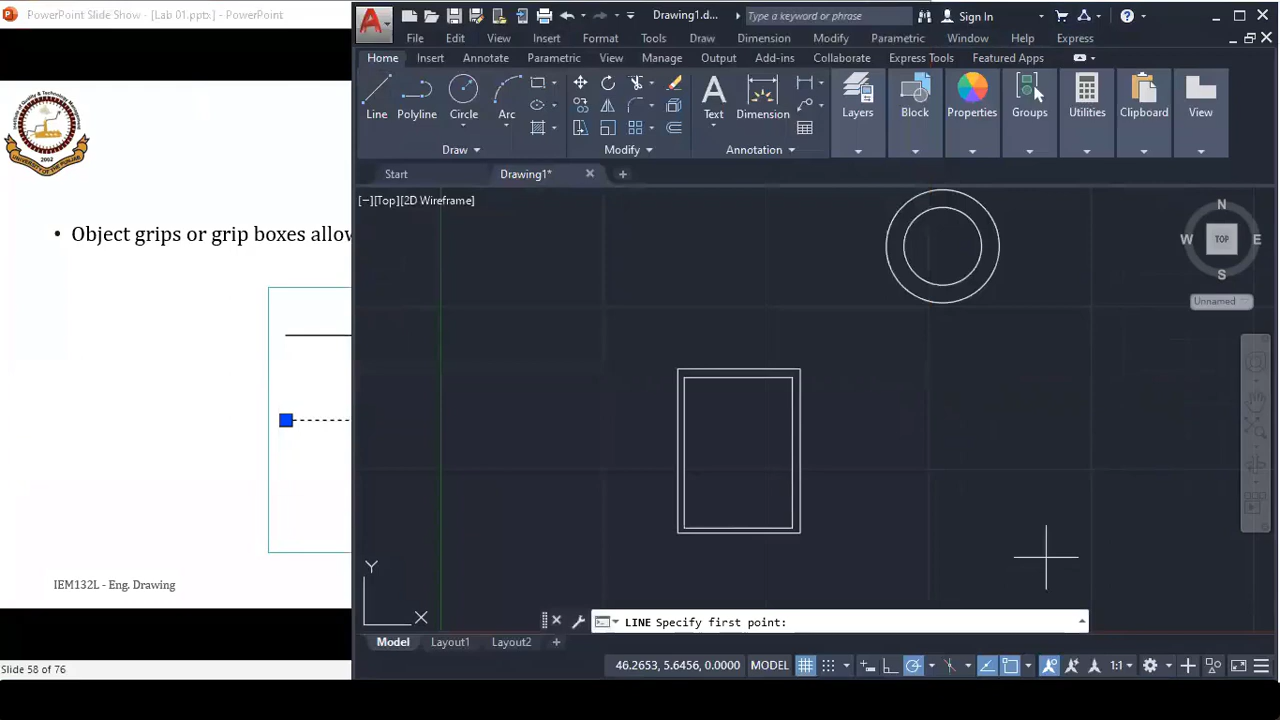 PowerPoint Slide Show - [Lab 01.ppb.] - PowerPoint
Drawing1.d...
Type a keyword or phrase
Sign In
File Edit View Insert Format Tools Draw Dimension Modify Parametric Window Help Express
Home Insert Annotate Parametric View Manage Output Add-ins Collaborate Express Tools Featured Apps
Line Polyline Circle Arc Text Dimension Layers Block Properties Groups Utilities Clipboard View
Draw Modify Annotation
Start Drawing1*
[−][Top][2D Wireframe]
N
W TOP E
S
Unnamed
2002
• Object grips or grip boxes allow
Y
X
IEM132L - Eng. Drawing
LINE Specify first point:
Model Layout1 Layout2
46.2653, 5.6456, 0.0000 MODEL 1:1
Slide 58 of 76